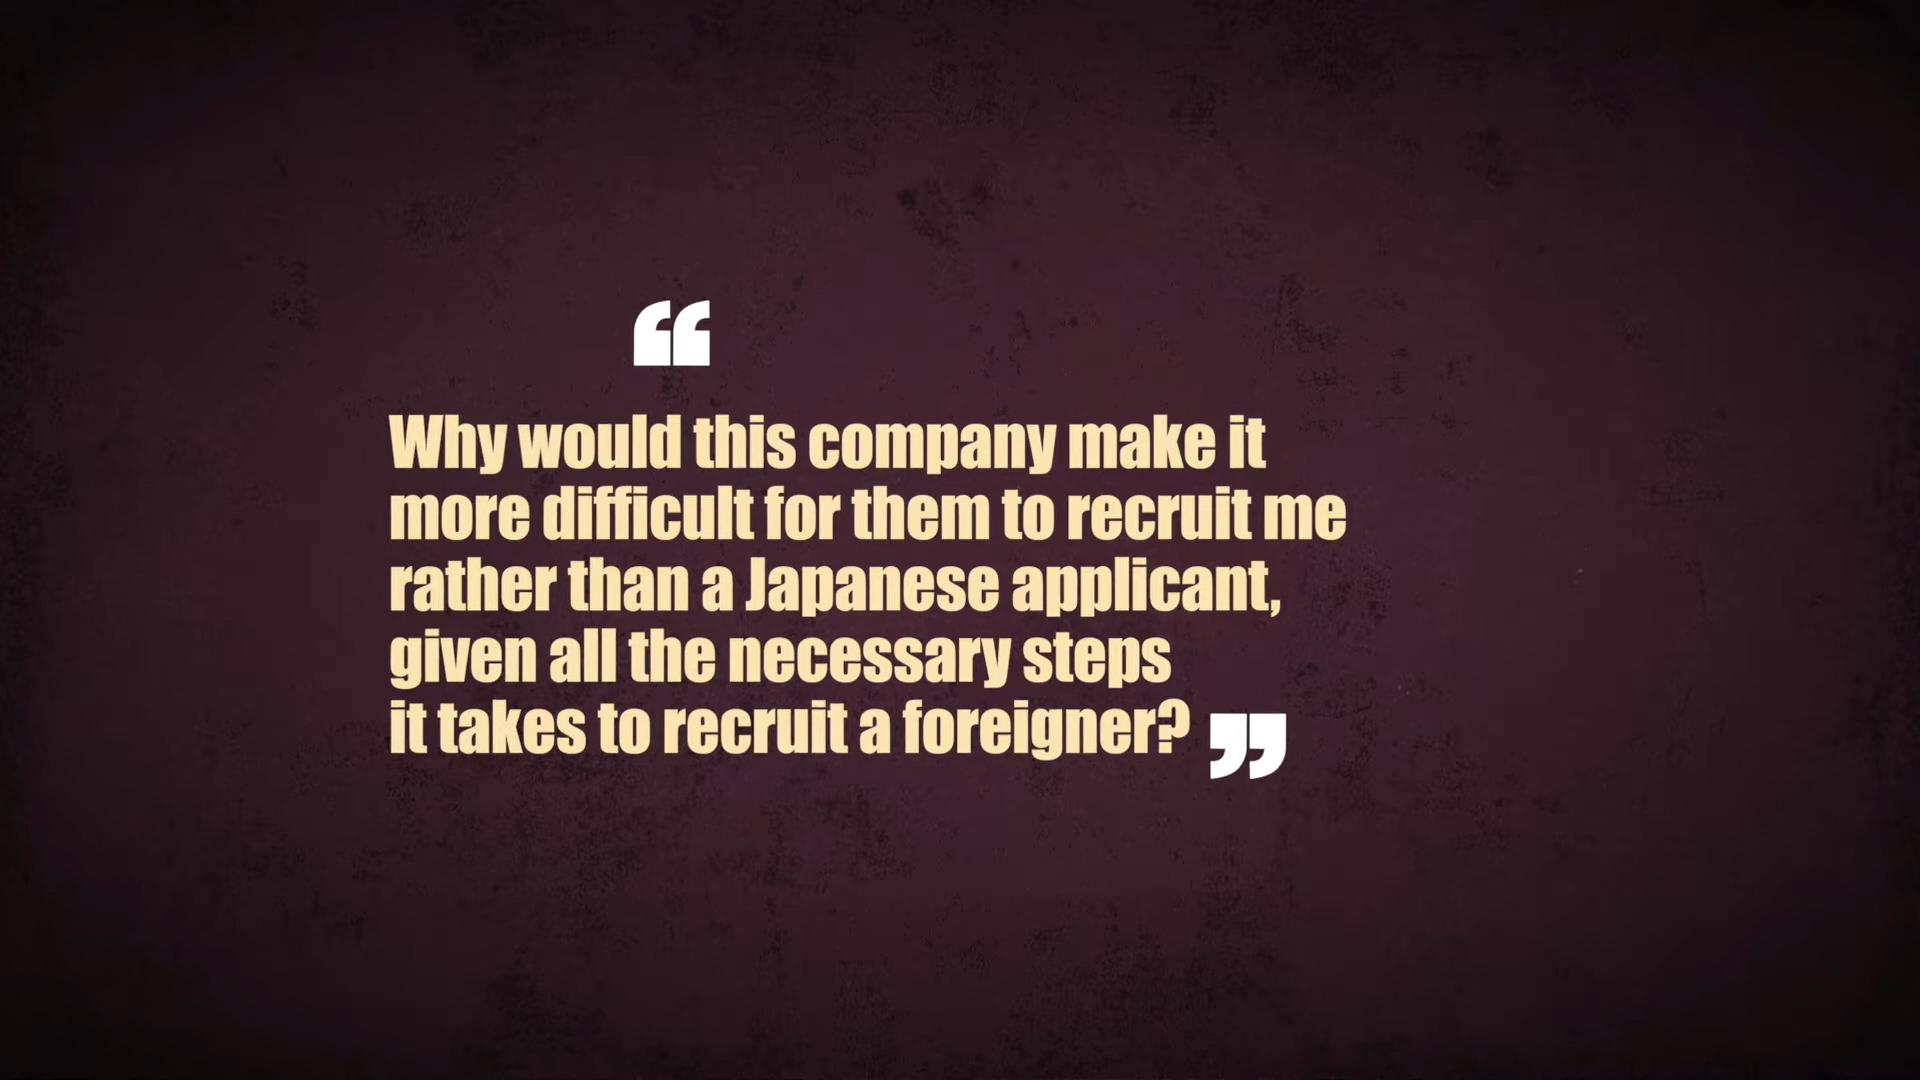 “
Why would this company make it
more difficult for them to recruit me
rather than a Japanese applicant,
given all the necessary steps
it takes to recruit a foreigner? ”